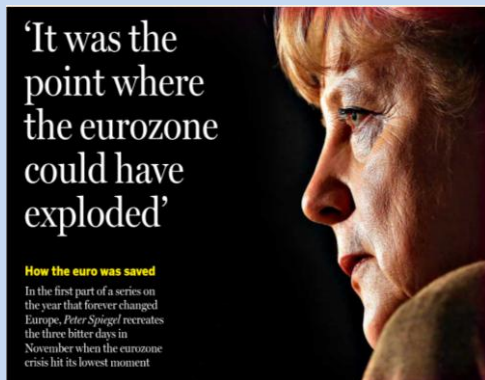 ‘It was the
point where
the eurozone
could have
exploded’
How the euro was saved
In the first part of a series on
the year that forever changed
Europe, Peter Spiegel recreates
the three bitter days in
November when the eurozone
crisis hit its lowest moment